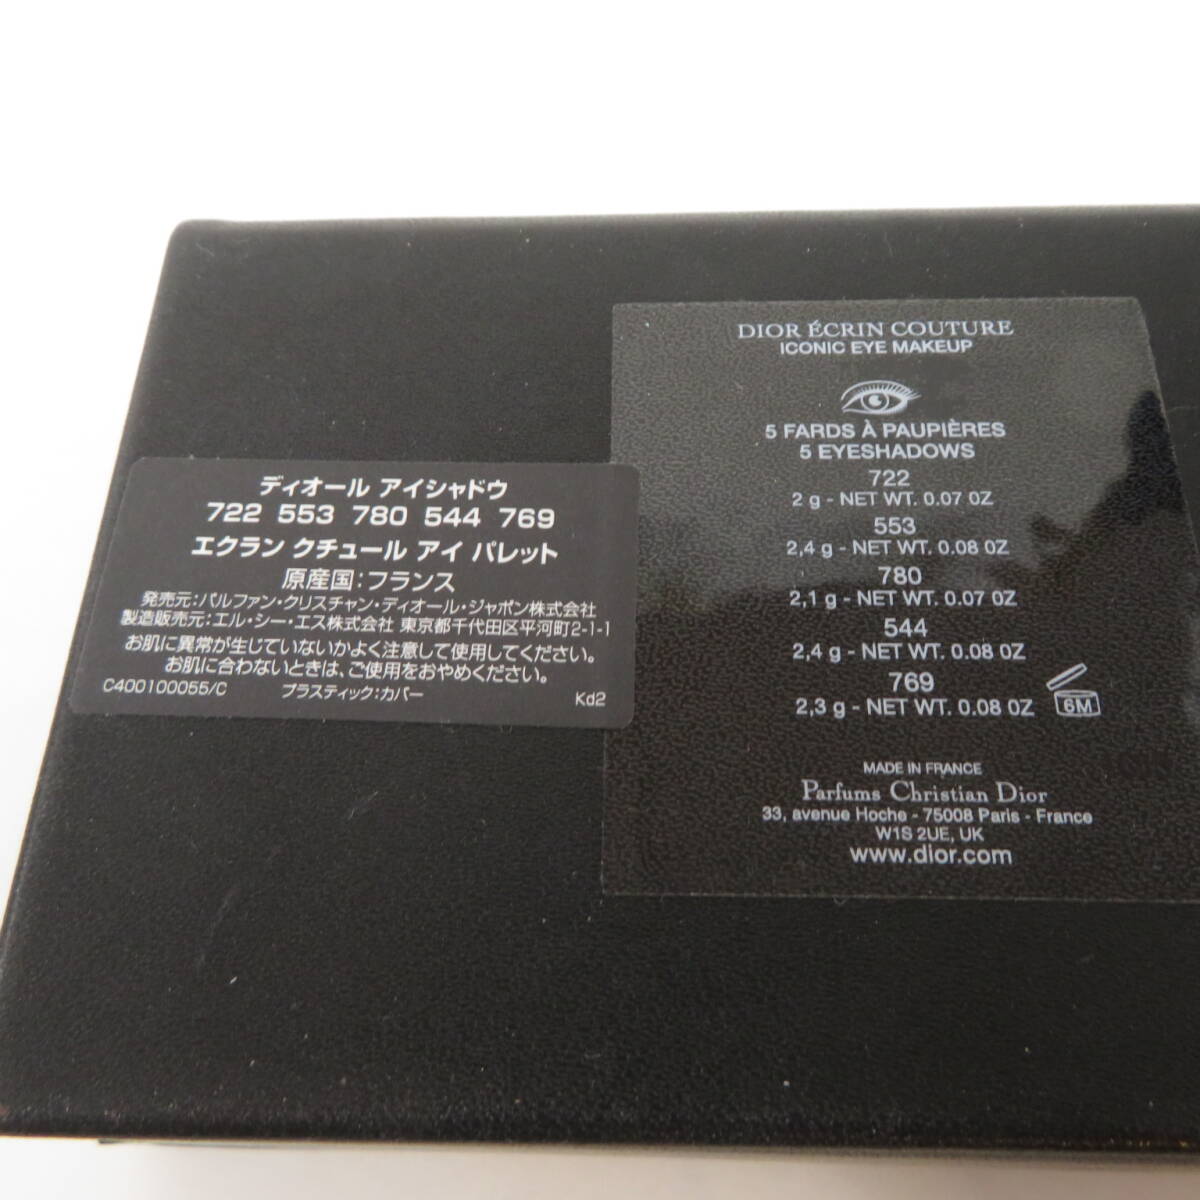 ディオール アイシャドウ
722 553 780 544 769
エクラン クチュール アイ パレット
原産国:フランス
発売元:パルファン・クリスチャン・ディオール・ジャポン株式会社
製造販売元:エル・シー・エス株式会社 東京都千代田区平河町2-1-1
お肌に異常が生じていないかよく注意して使用してください。
お肌に合わないときは、ご使用をおやめください。
C400100055/C プラスティック:カバー Kd2
DIOR ÉCRIN COUTURE
ICONIC EYE MAKEUP
5 FARDS À PAUPIÈRES
5 EYESHADOWS
722
2 g - NET WT. 0.07 OZ
553
2,4 g - NET WT. 0.08 OZ
780
2,1 g - NET WT. 0.07 OZ
544
2,4 g - NET WT. 0.08 OZ
769
2,3 g - NET WT. 0.08 OZ
6M
MADE IN FRANCE
Parfums Christian Dior
33, avenue Hoche - 75008 Paris - France
W1S 2UE, UK
www.dior.com